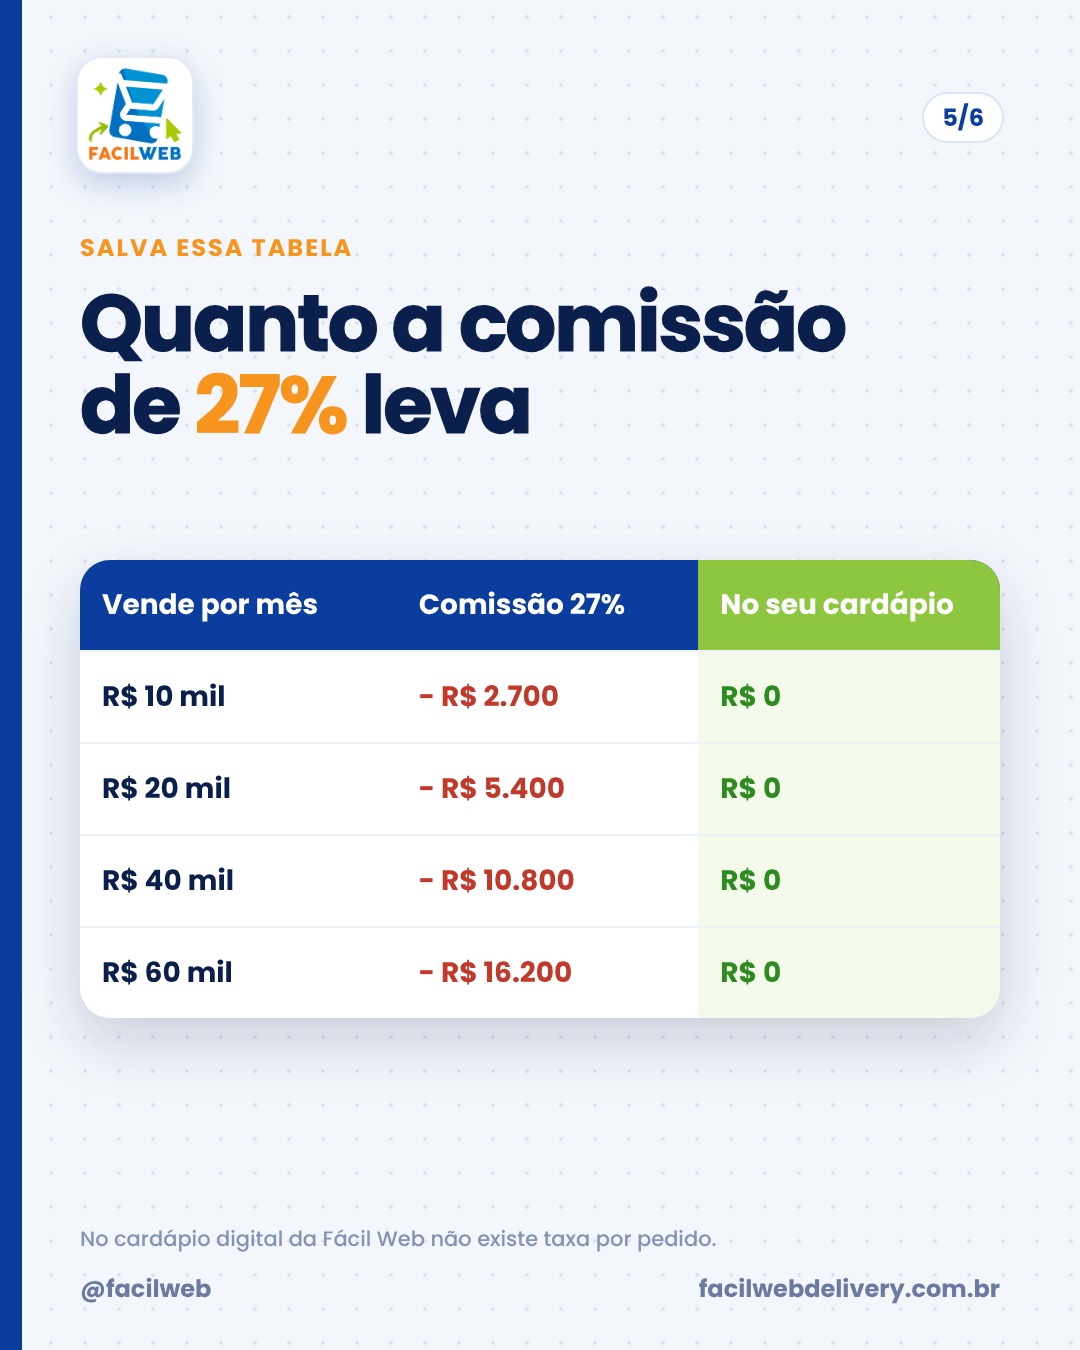 FACILWEB
5/6
SALVA ESSA TABELA
Quanto a comissão
de 27% leva
Vende por mês Comissão 27% No seu cardápio
R$ 10 mil - R$ 2.700 R$ 0
R$ 20 mil - R$ 5.400 R$ 0
R$ 40 mil - R$ 10.800 R$ 0
R$ 60 mil - R$ 16.200 R$ 0
No cardápio digital da Fácil Web não existe taxa por pedido.
@facilweb facilwebdelivery.com.br